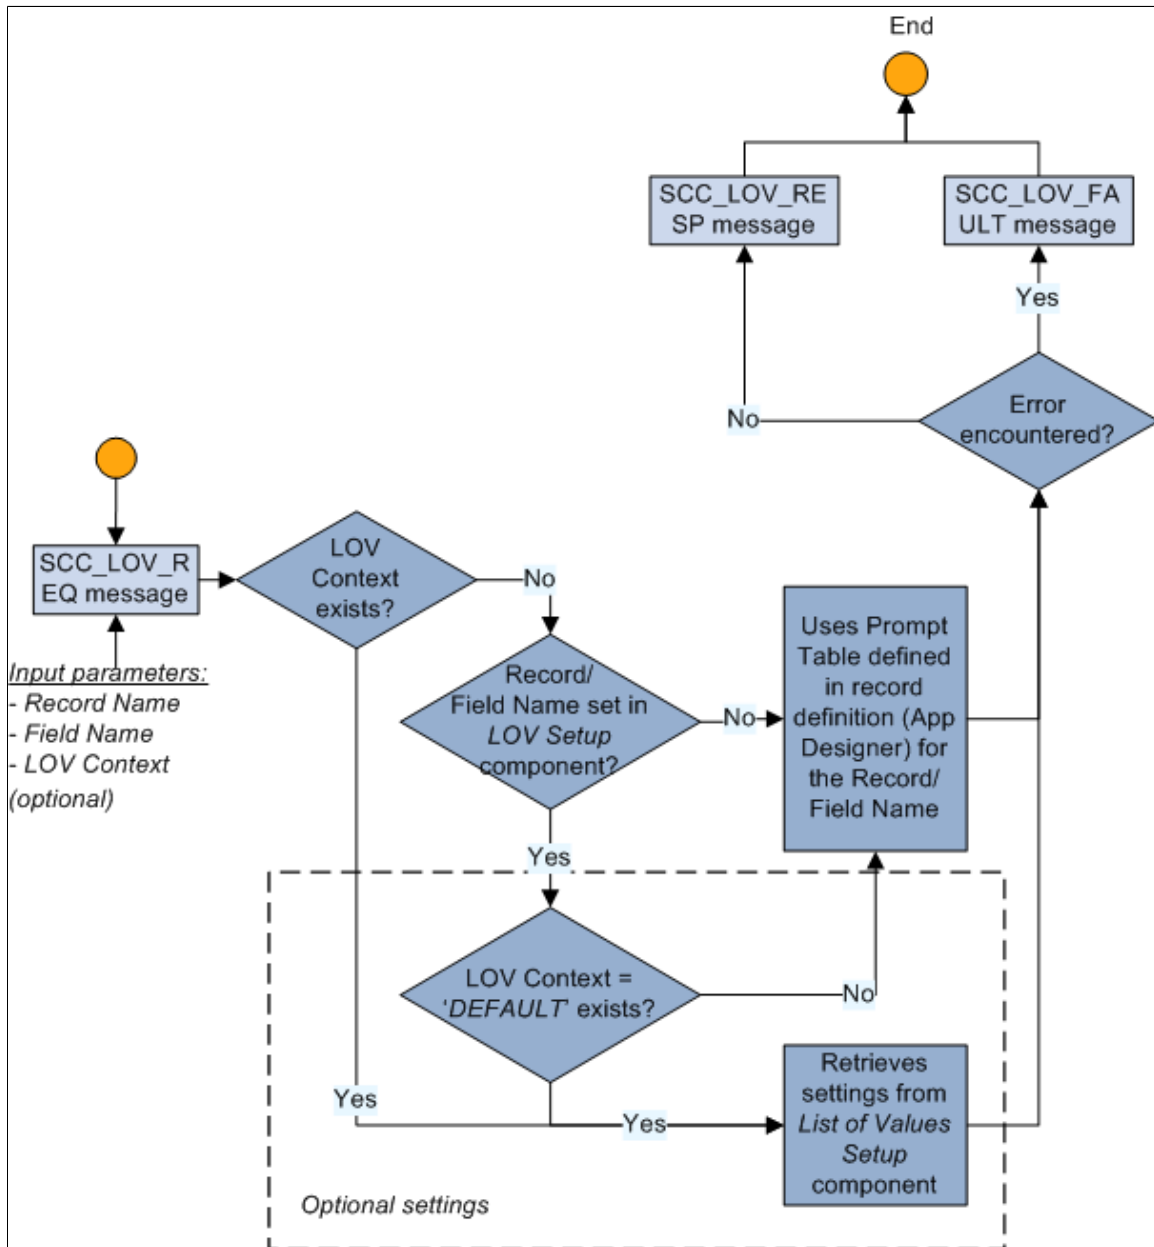 End
SCC_LOV_RE
SP message
SCC_LOV_FA
ULT message
Yes
No
Error
encountered?
SCC_LOV_R
EQ message
LOV
Context
exists?
No
Input parameters:
- Record Name
- Field Name
- LOV Context
(optional)
Record/
Field Name set in
LOV Setup
component?
No
Uses Prompt
Table defined
in record
definition (App
Designer) for
the Record/
Field Name
Yes
LOV Context =
'DEFAULT' exists?
No
Yes
Yes
Retrieves
settings from
List of Values
Setup
component
Optional settings